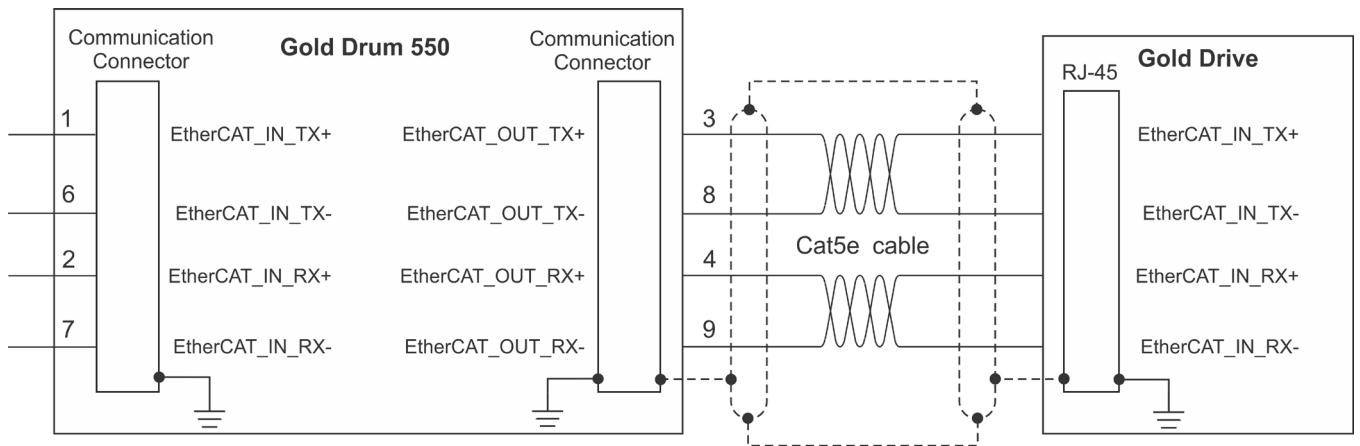 Communication
Connector
Gold Drum 550
Communication
Connector
Gold Drive
RJ-45
1
EtherCAT_IN_TX+
EtherCAT_OUT_TX+
3
EtherCAT_IN_TX+
6
EtherCAT_IN_TX-
EtherCAT_OUT_TX-
8
EtherCAT_IN_TX-
Cat5e cable
2
EtherCAT_IN_RX+
EtherCAT_OUT_RX+
4
EtherCAT_IN_RX+
7
EtherCAT_IN_RX-
EtherCAT_OUT_RX-
9
EtherCAT_IN_RX-